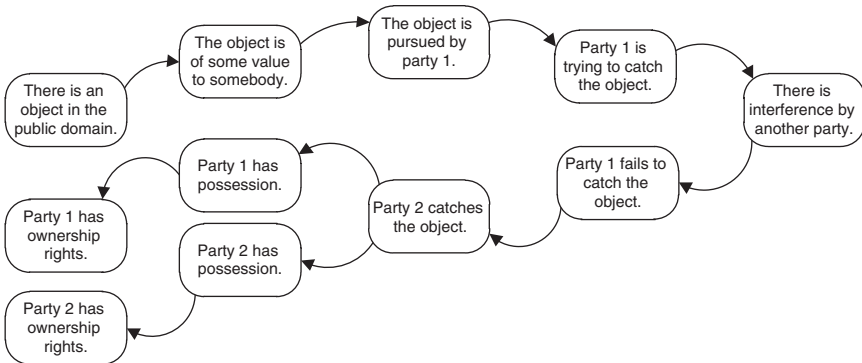 There is an
object in the
public domain.
The object is
of some value
to somebody.
The object is
pursued by
party 1.
Party 1 is
trying to catch
the object.
There is
interference by
another party.
Party 1 fails to
catch the
object.
Party 2 catches
the object.
Party 1 has
possession.
Party 1 has
ownership
rights.
Party 2 has
possession.
Party 2 has
ownership
rights.